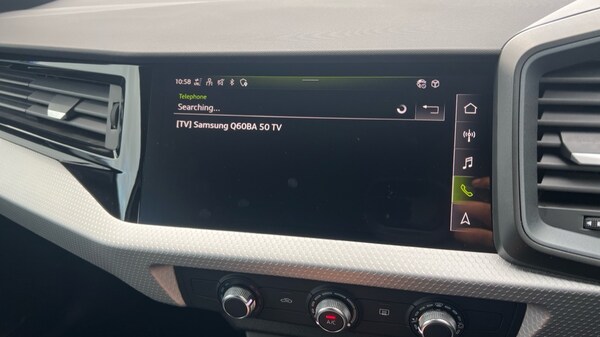 10:58
Telephone
Searching...
[TV] Samsung Q60BA 50 TV
A/C